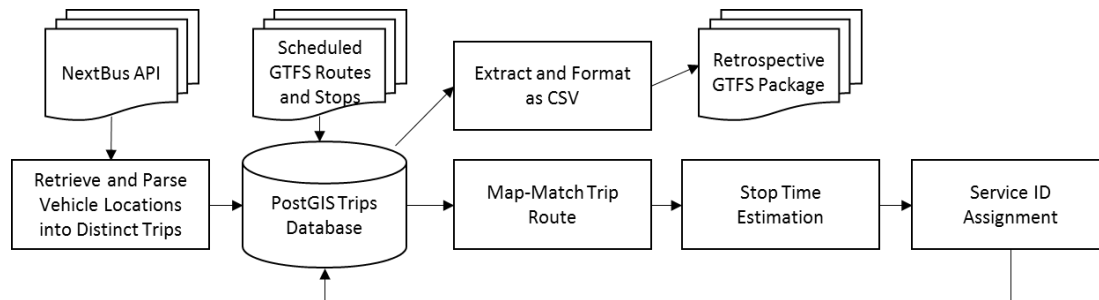 NextBus API
Scheduled
GTFS Routes
and Stops
Extract and Format
as CSV
Retrospective
GTFS Package
Retrieve and Parse
Vehicle Locations
into Distinct Trips
PostGIS Trips
Database
Map-Match Trip
Route
Stop Time
Estimation
Service ID
Assignment